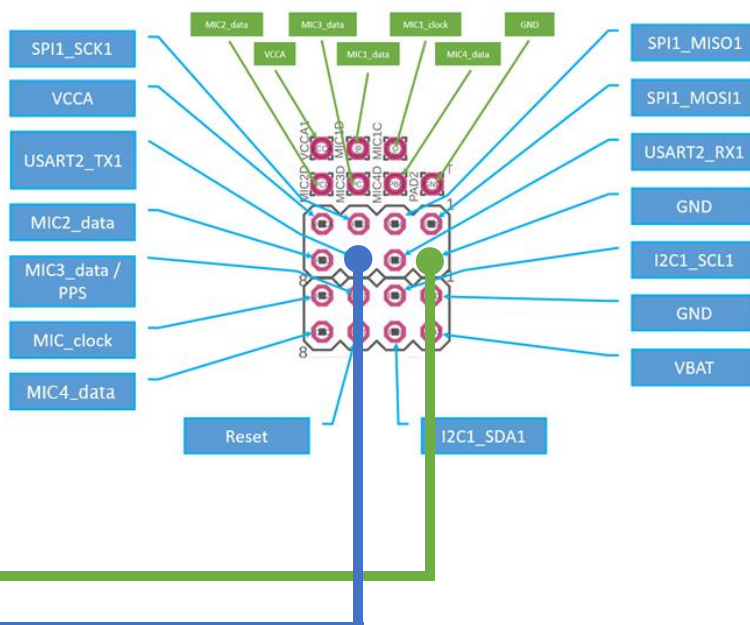 MIC2_data
MIC3_data
MIC1_clock
GND
VCCA
MIC1_data
MIC4_data
SPI1_SCK1
VCCA
USART2_TX1
MIC2_data
MIC3_data /
PPS
MIC_clock
MIC4_data
Reset
VCCA1
MIC1D
MIC1C
MIC2D
MIC3D
MIC4D
PAD2
1
8
1
8
SPI1_MISO1
SPI1_MOSI1
USART2_RX1
GND
I2C1_SCL1
GND
VBAT
I2C1_SDA1